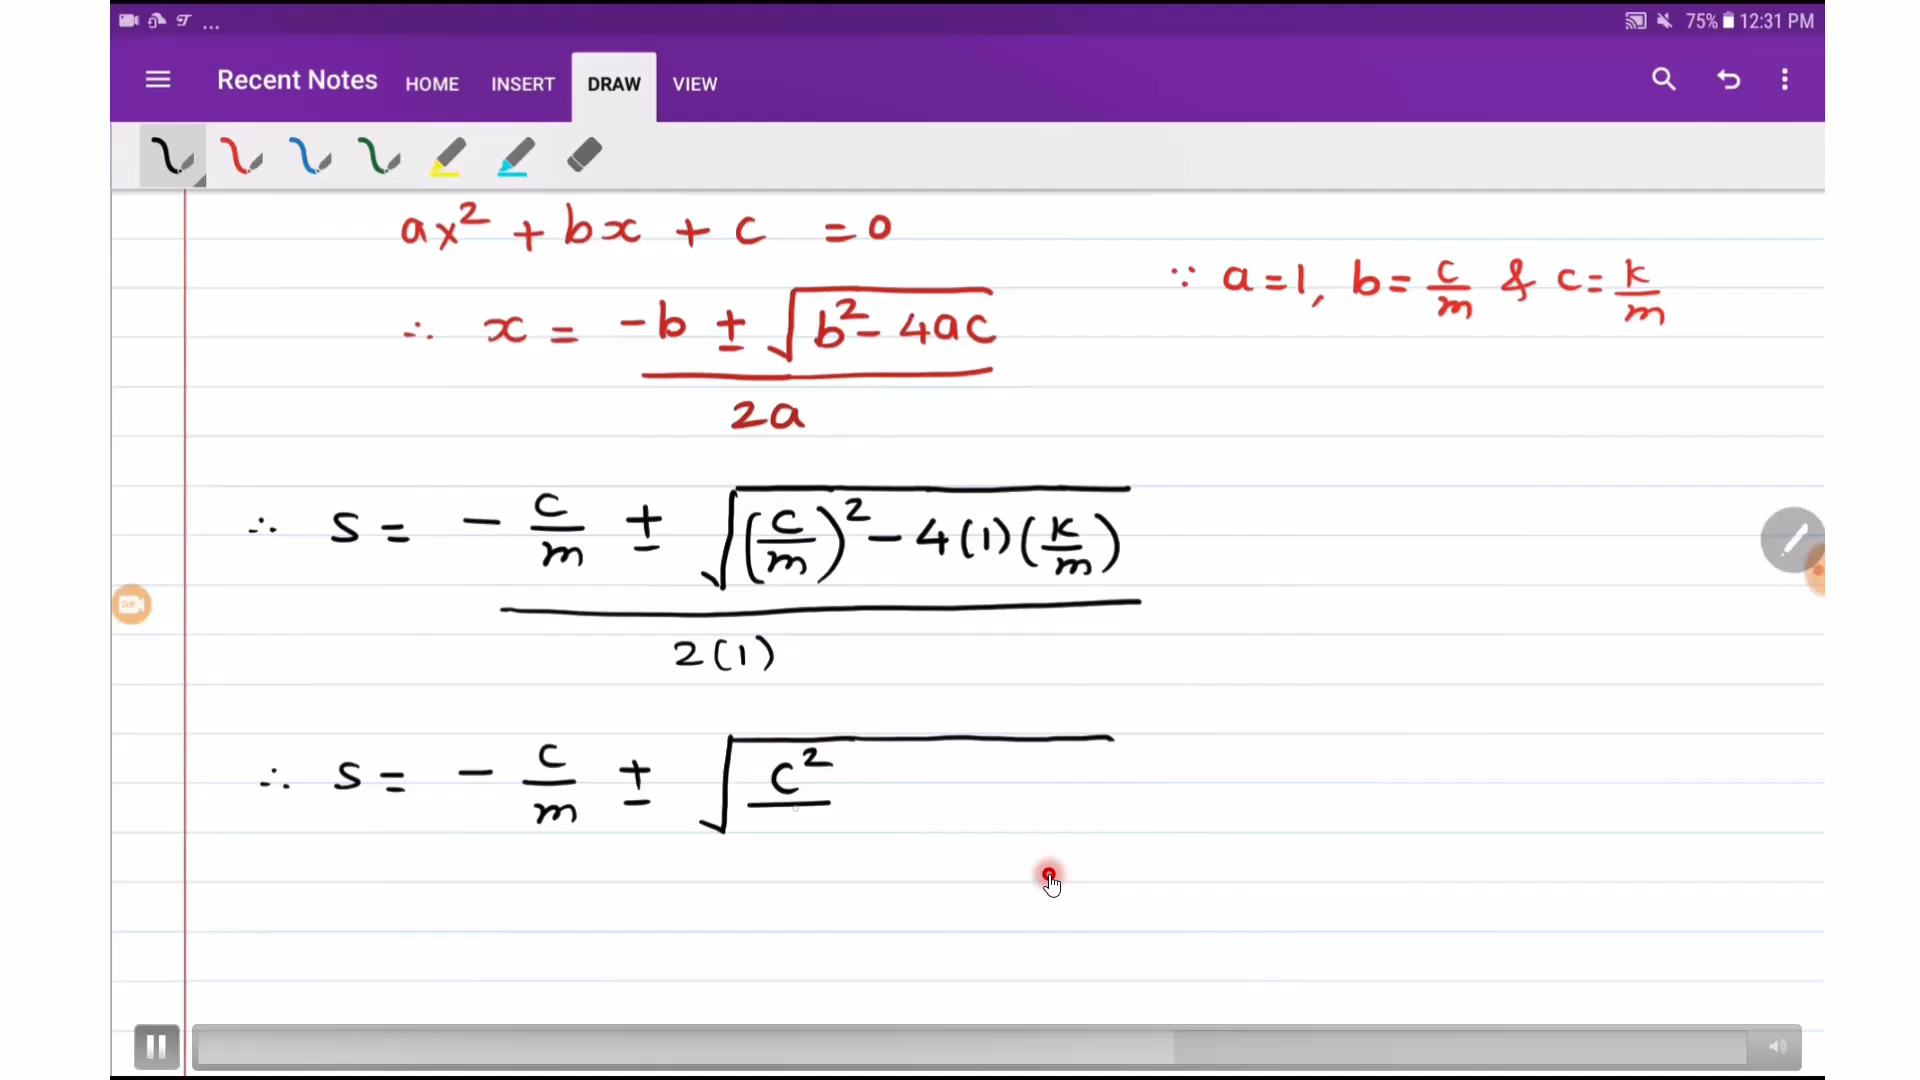 ... 75% 12:31 PM
Recent Notes HOME INSERT DRAW VIEW
ax² + bx + c = 0
∵ a=1, b= c/m & c= k/m
∴ x = -b ± √(b² - 4ac) / 2a
∴ s = - c/m ± √((c/m)² - 4(1)(k/m)) / 2(1)
∴ s = - c/m ± √(c²
GIF